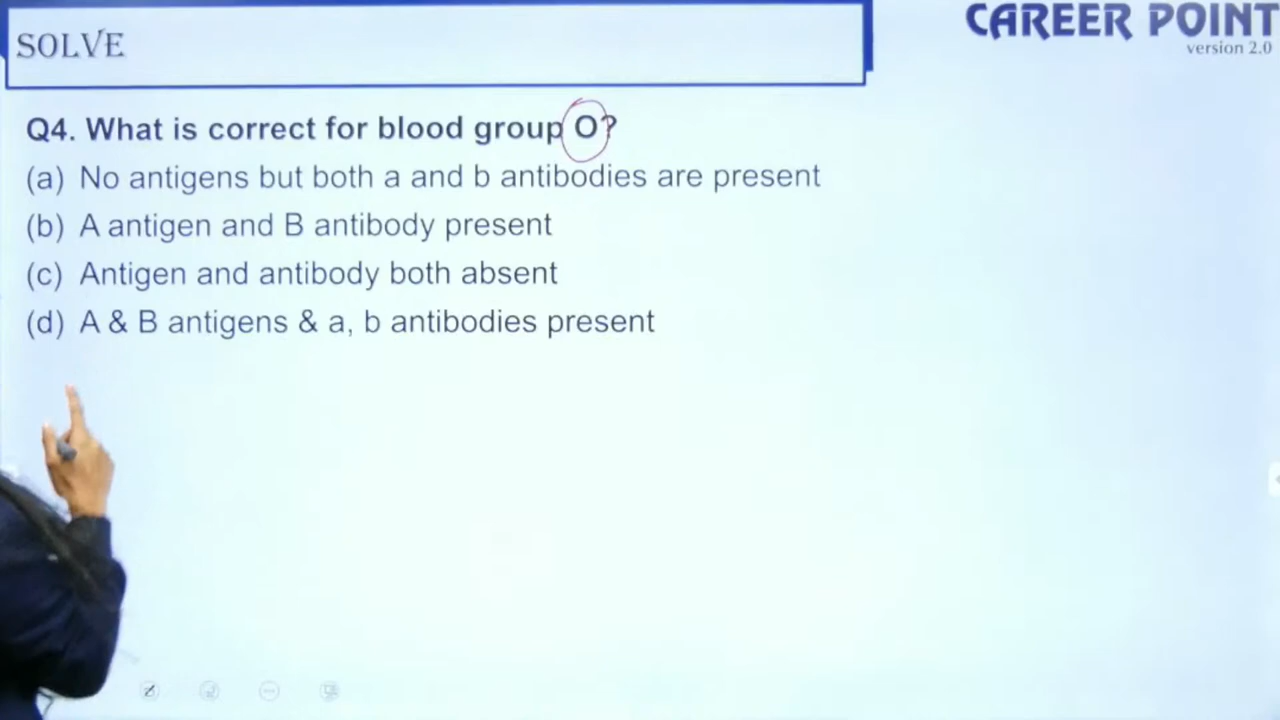 SOLVE
CAREER POINT
version 2.0
Q4. What is correct for blood group O?
(a) No antigens but both a and b antibodies are present
(b) A antigen and B antibody present
(c) Antigen and antibody both absent
(d) A & B antigens & a, b antibodies present